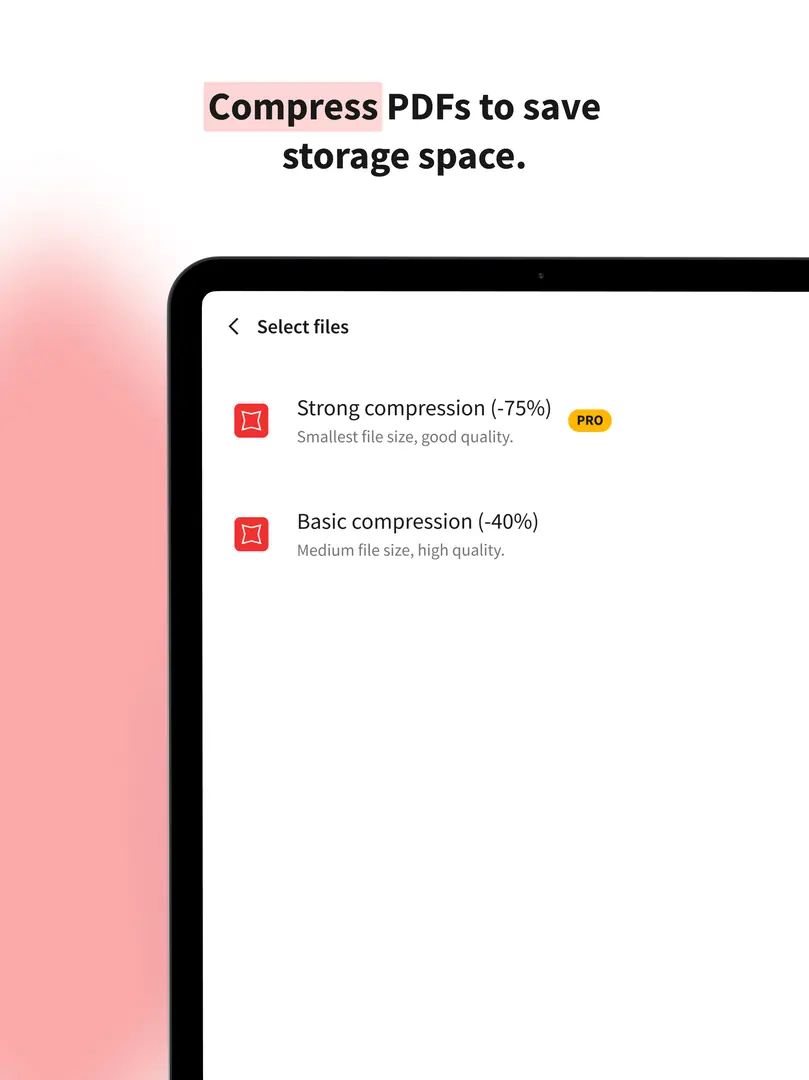 Compress PDFs to save
storage space.
Select files
Strong compression (-75%)
PRO
Smallest file size, good quality.
Basic compression (-40%)
Medium file size, high quality.